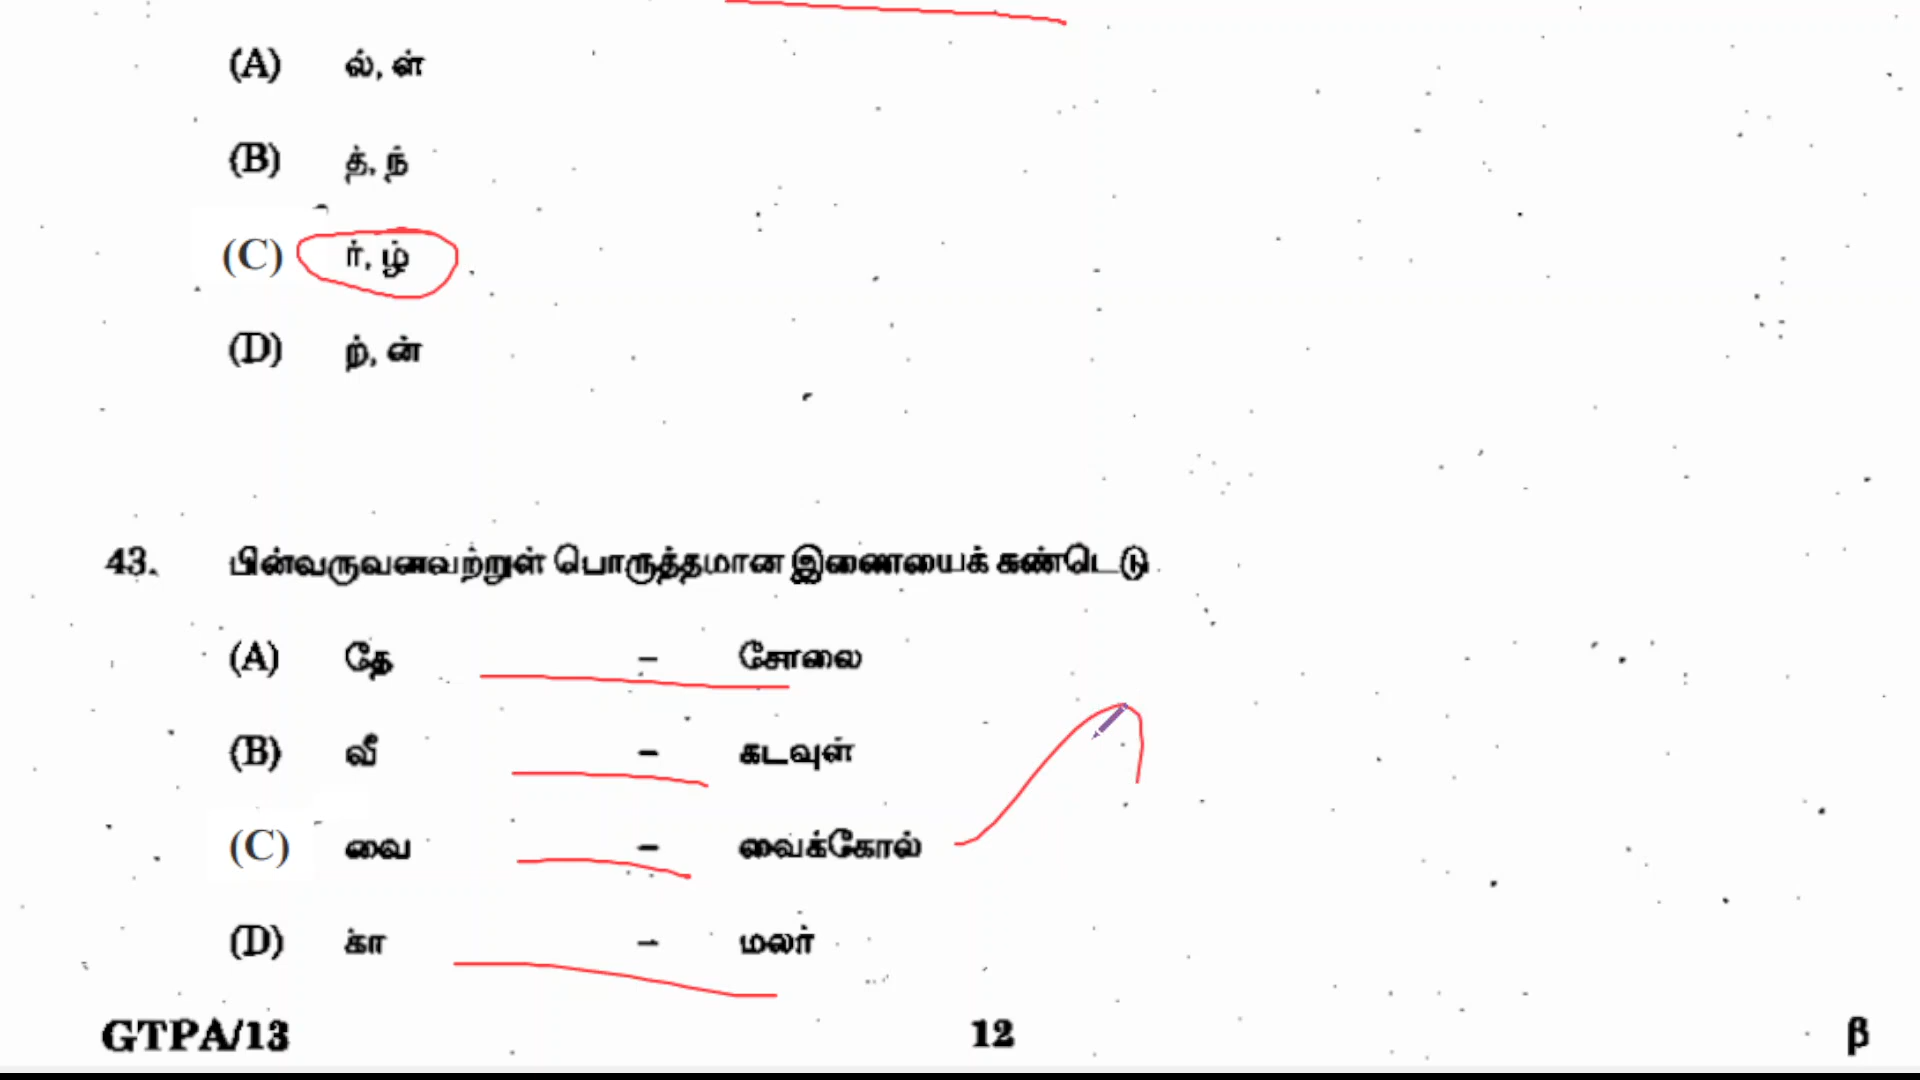 (A) ல், ள்
(B) த், ந்
(C) ர், ழ்
(D) ற், ன்
43. பின்வருவனவற்றுள் பொருத்தமான இணையைக் கண்டெடு
(A) தே – சோலை
(B) வீ – கடவுள்
(C) வை – வைக்கோல்
(D) கா – மலர்
GTPA/13 12 β